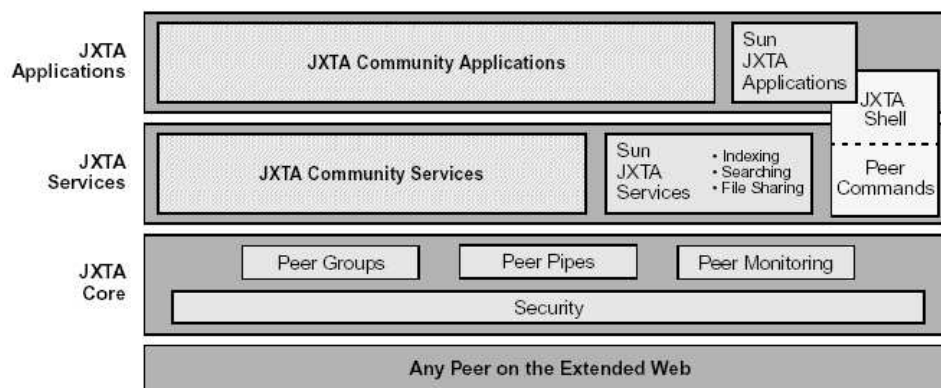 JXTA
Applications
JXTA Community Applications
Sun
JXTA
Applications
JXTA
Shell
Peer
Commands
JXTA
Services
JXTA Community Services
Sun
JXTA
Services
• Indexing
• Searching
• File Sharing
JXTA
Core
Peer Groups
Peer Pipes
Peer Monitoring
Security
Any Peer on the Extended Web